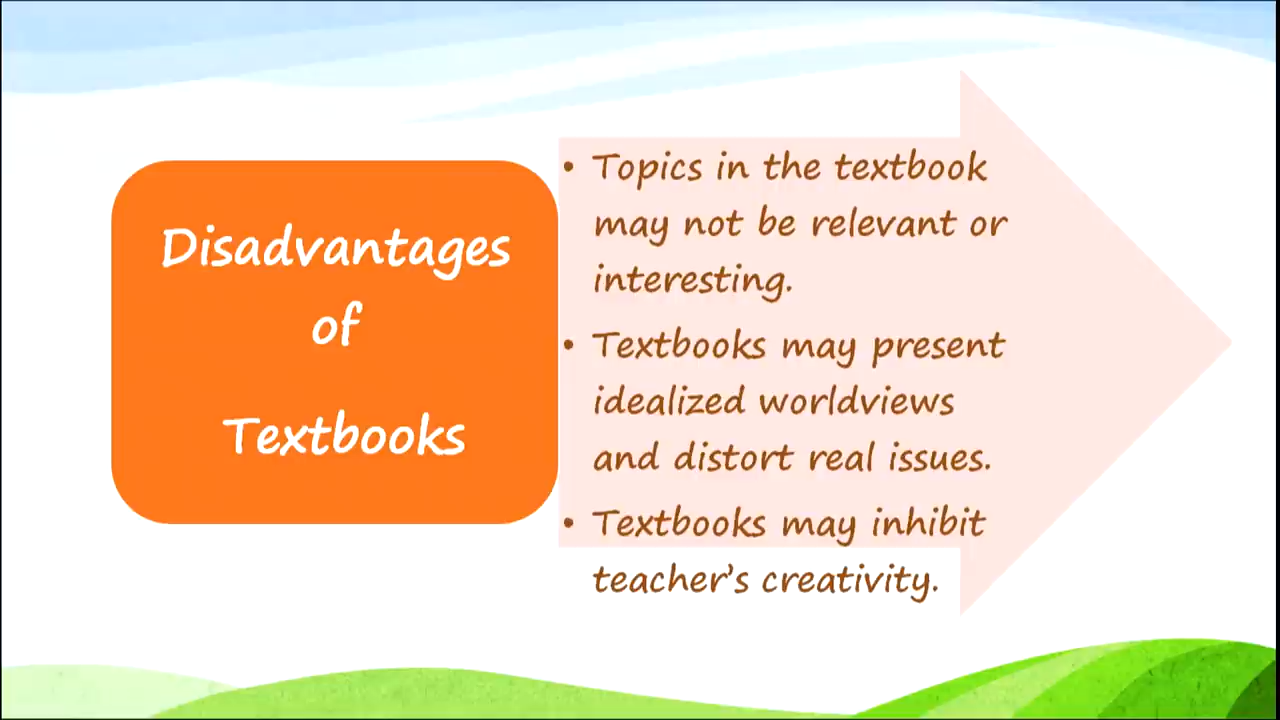 Disadvantages
of
Textbooks
• Topics in the textbook
may not be relevant or
interesting.
• Textbooks may present
idealized worldviews
and distort real issues.
• Textbooks may inhibit
teacher's creativity.